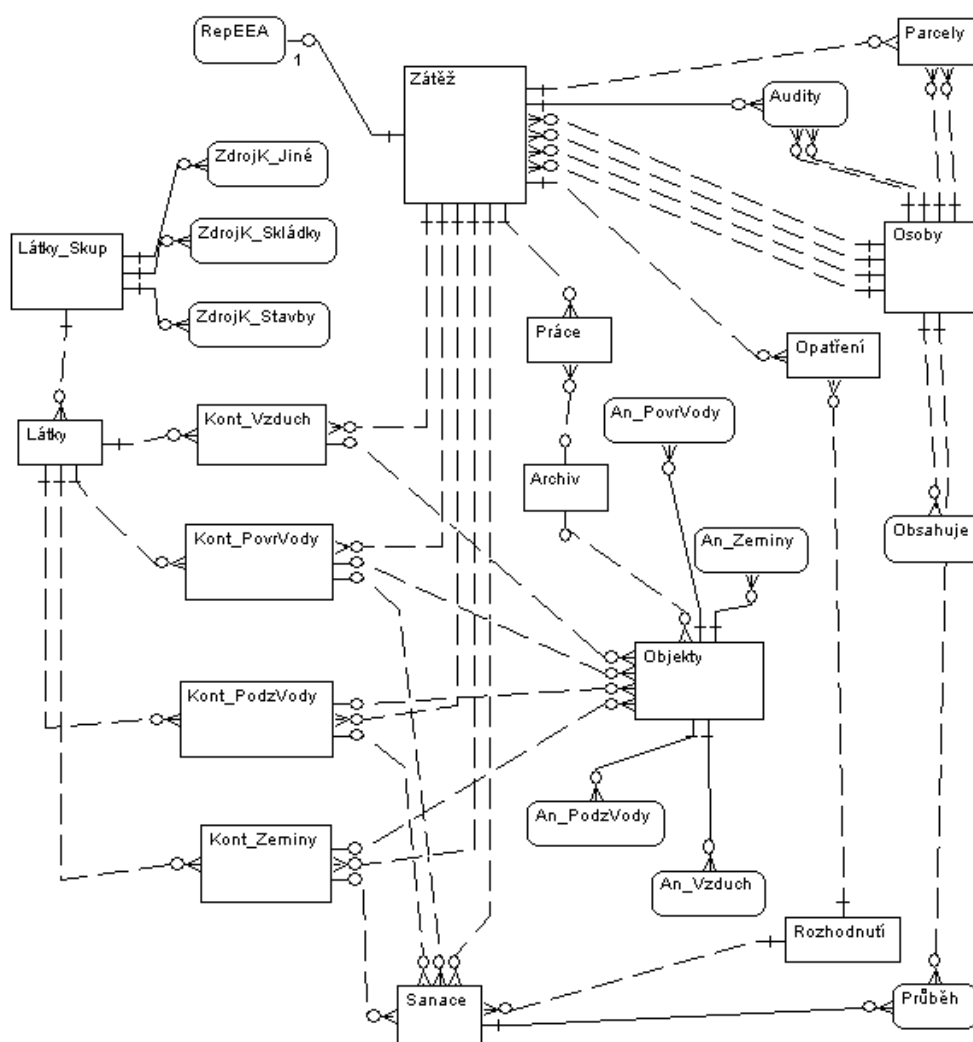 RepEEA
1
Zátěž
Parcely
Audity
ZdrojK_Jiné
ZdrojK_Skládky
Látky_Skup
Osoby
ZdrojK_Stavby
Práce
Opatření
Kont_Vzduch
An_PovrVody
Látky
Archiv
Kont_PovrVody
Obsahuje
An_Zeminy
Objekty
Kont_PodzVody
An_PodzVody
Kont_Zeminy
An_Vzduch
Rozhodnutí
Sanace
Průběh